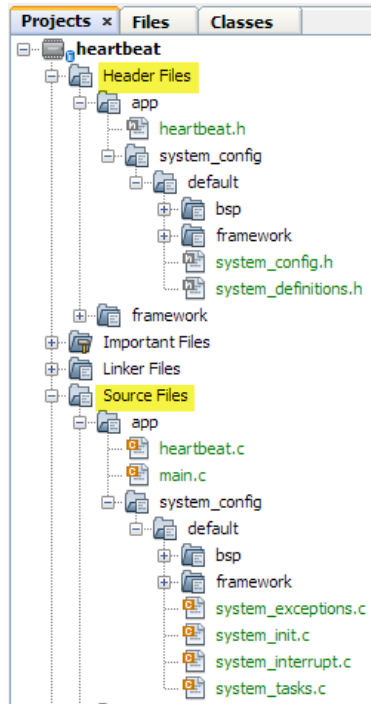 Projects × Files Classes
heartbeat
Header Files
app
heartbeat.h
system_config
default
bsp
framework
system_config.h
system_definitions.h
framework
Important Files
Linker Files
Source Files
app
heartbeat.c
main.c
system_config
default
bsp
framework
system_exceptions.c
system_init.c
system_interrupt.c
system_tasks.c